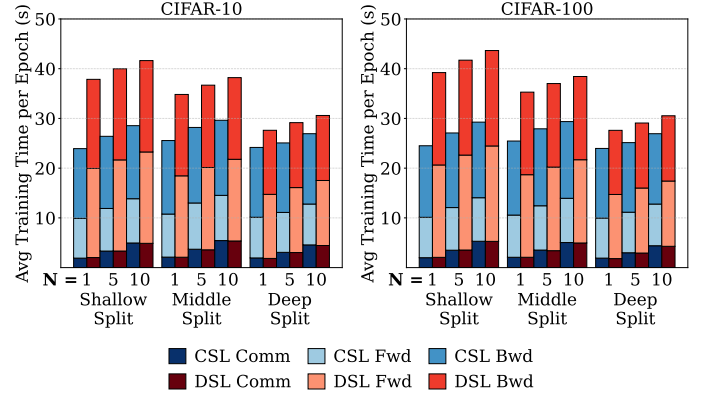 CIFAR-10
CIFAR-100
Avg Training Time per Epoch (s)
50
40
30
20
10
N = 1 5 10 1 5 10 1 5 10
Shallow Split
Middle Split
Deep Split
Avg Training Time per Epoch (s)
50
40
30
20
10
N = 1 5 10 1 5 10 1 5 10
Shallow Split
Middle Split
Deep Split
CSL Comm
CSL Fwd
CSL Bwd
DSL Comm
DSL Fwd
DSL Bwd